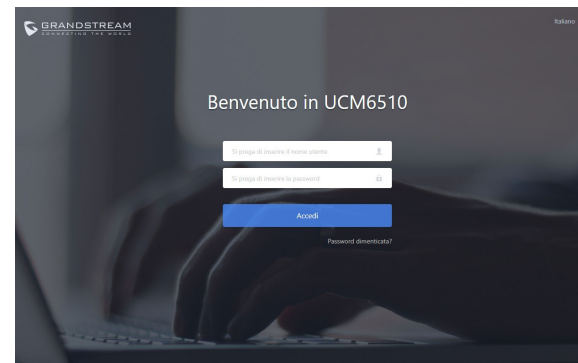 GRANDSTREAM
CONNECTING THE WORLD
Italiano
Benvenuto in UCM6510
Si prega di inserire il nome utente
Si prega di inserire la password
Accedi
Password dimenticata?